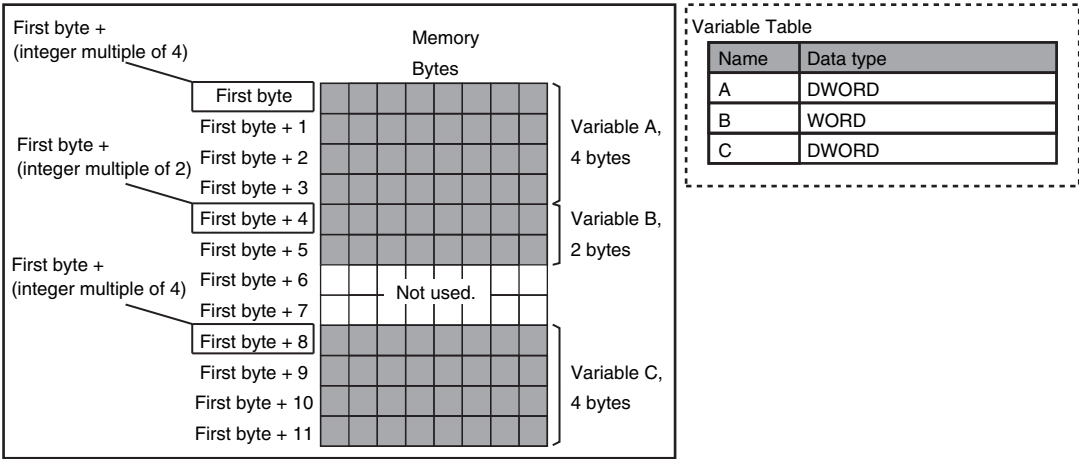 First byte +
(integer multiple of 4)
Memory
Bytes
First byte
First byte + 1
First byte + 2
First byte + 3
First byte +
(integer multiple of 2)
First byte + 4
First byte + 5
First byte + 6
First byte + 7
First byte +
(integer multiple of 4)
First byte + 8
First byte + 9
First byte + 10
First byte + 11
Not used.
Variable A,
4 bytes
Variable B,
2 bytes
Variable C,
4 bytes
Variable Table
Name Data type
A DWORD
B WORD
C DWORD